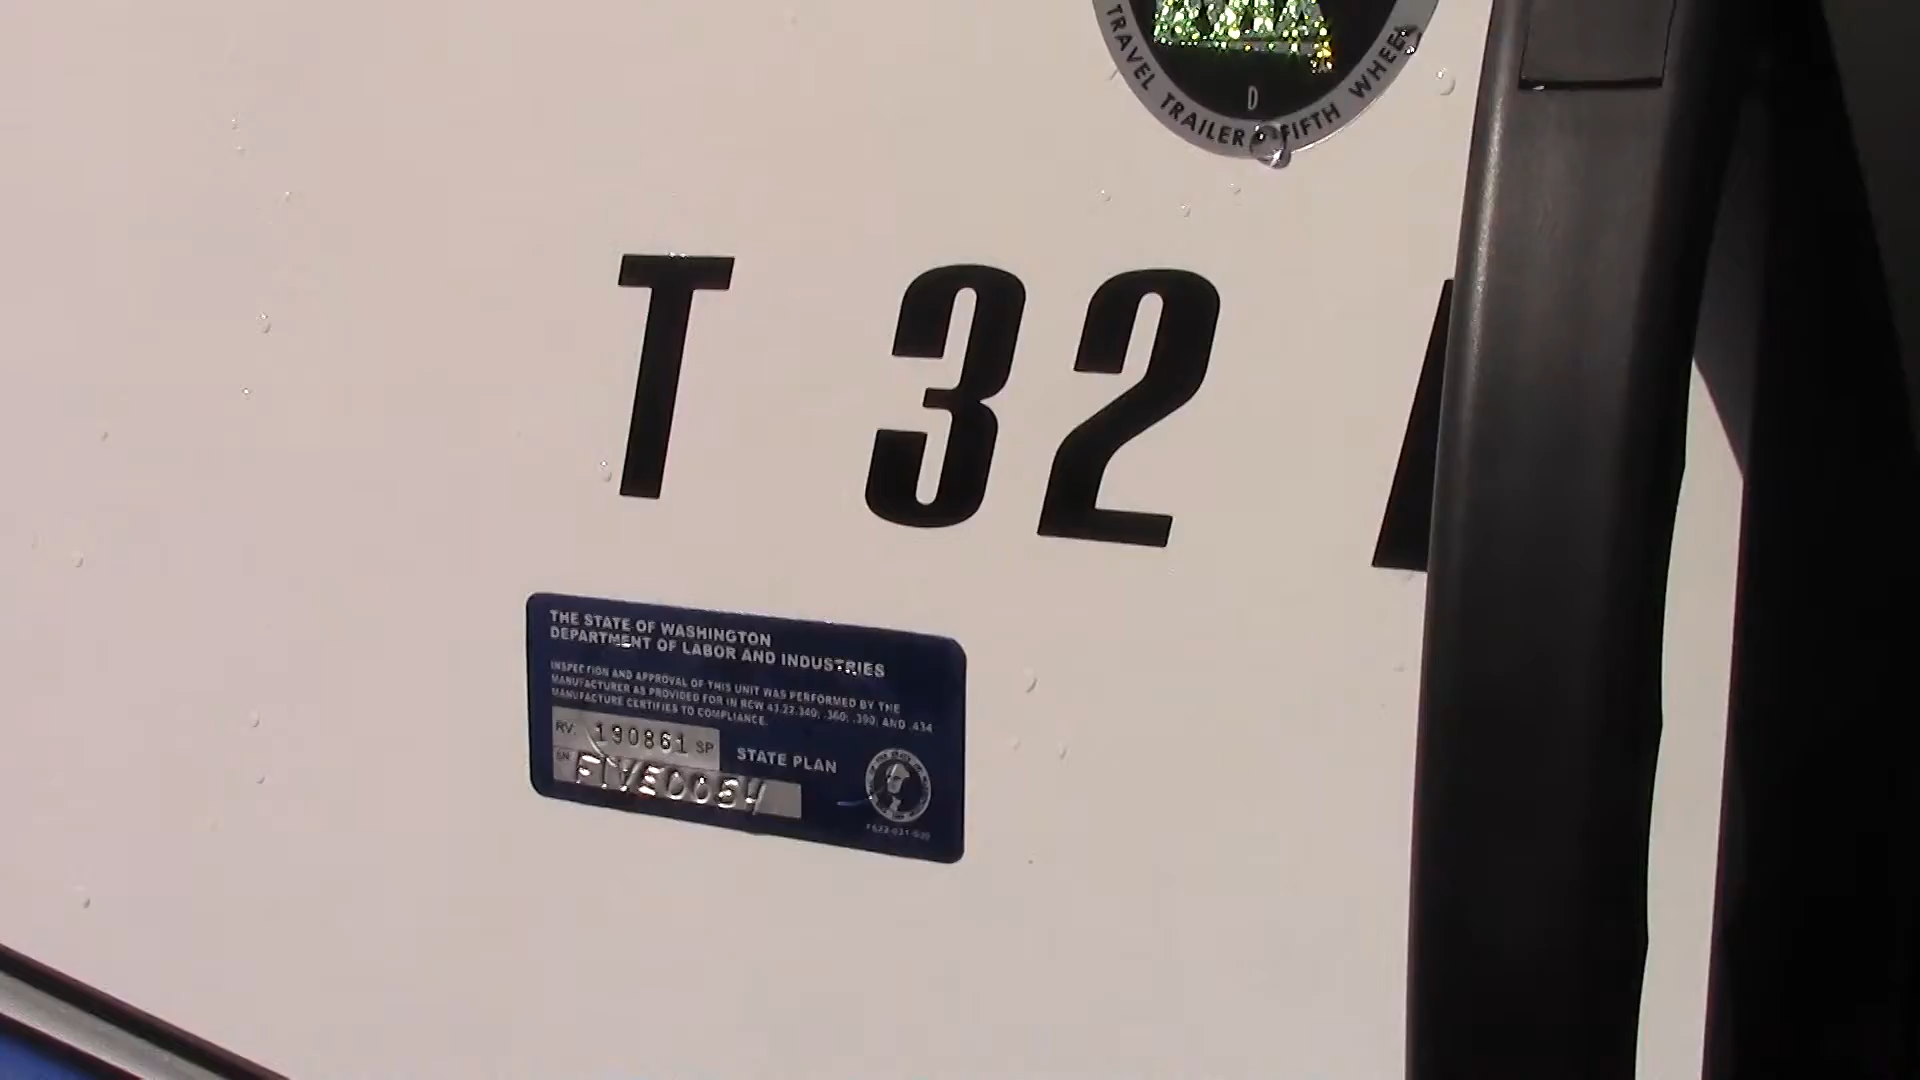 TRAVEL TRAILER FIFTH WHEEL
D
T 32
THE STATE OF WASHINGTON
DEPARTMENT OF LABOR AND INDUSTRIES
INSPECTION AND APPROVAL OF THIS UNIT WAS PERFORMED BY THE
MANUFACTURER AS PROVIDED FOR IN RCW 43.22.340, .360, .390, AND .434
MANUFACTURE CERTIFIES TO COMPLIANCE.
RV. 190861 SP
STATE PLAN
SN